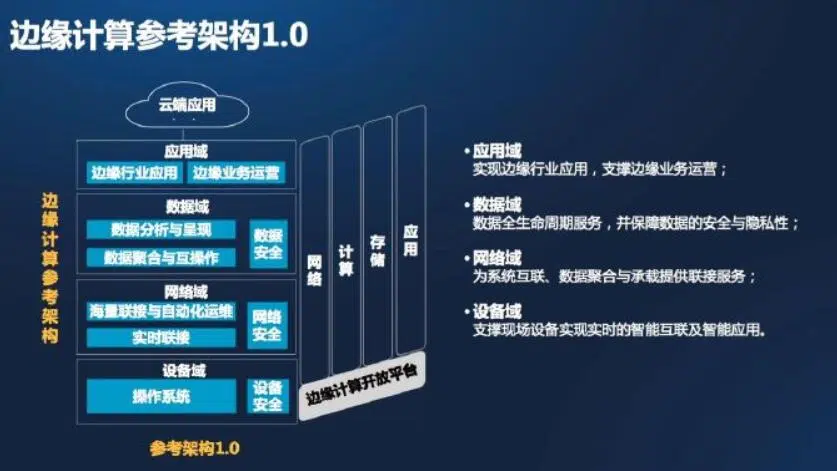 边缘计算参考架构1.0
云端应用
应用域
边缘行业应用
边缘业务运营
数据域
数据分析与呈现
数据聚合与互操作
数据
安全
网络域
海量联接与自动化运维
实时联接
网络
安全
设备域
操作系统
设备
安全
边缘计算参考架构
网络
计算
存储
应用
边缘计算开放平台
参考架构1.0
•应用域
实现边缘行业应用，支撑边缘业务运营；
•数据域
数据全生命周期服务，并保障数据的安全与隐私性；
•网络域
为系统互联、数据聚合与承载提供联接服务；
•设备域
支撑现场设备实现实时的智能互联及智能应用。